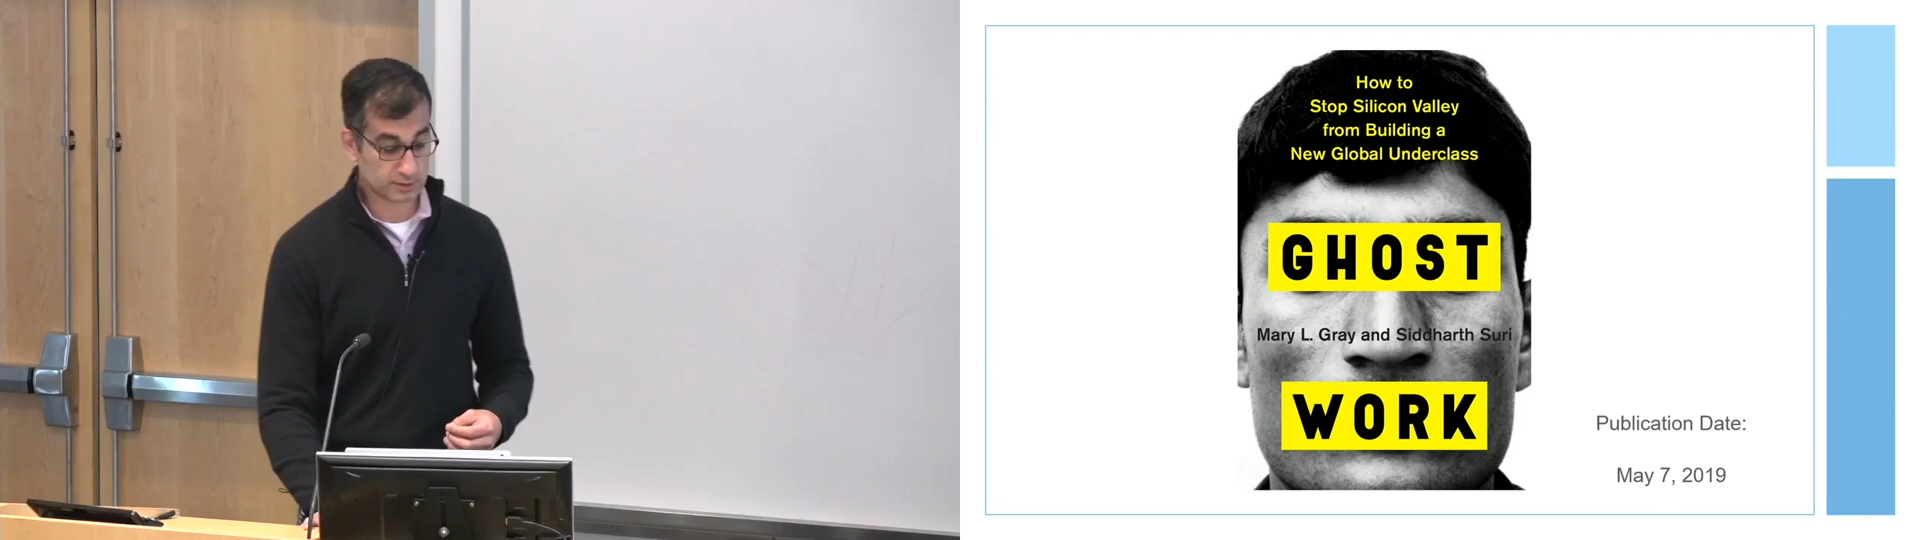 How to
Stop Silicon Valley
from Building a
New Global Underclass
GHOST
Mary L. Gray and Siddharth Suri
WORK
Publication Date:
May 7, 2019